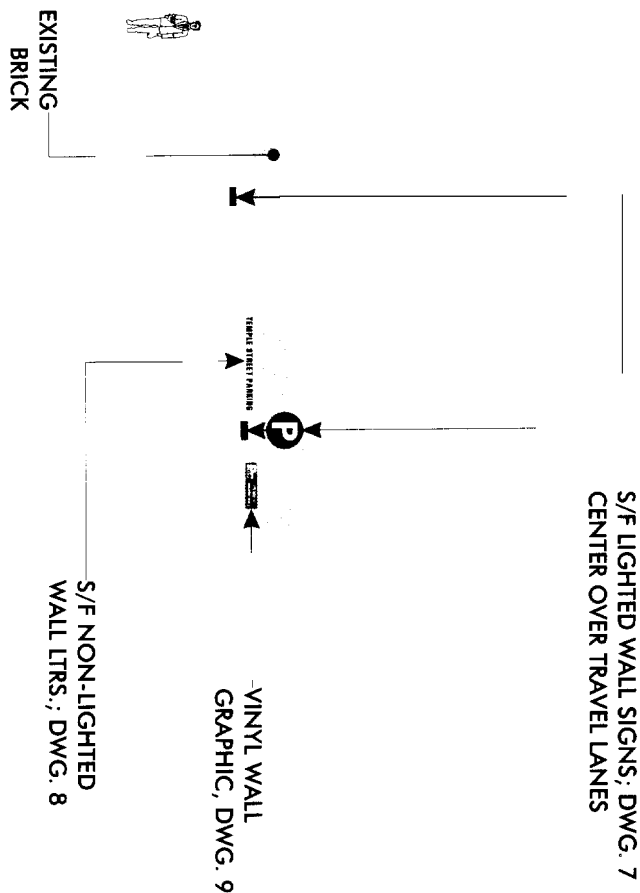 S/F LIGHTED WALL SIGNS; DWG. 7
CENTER OVER TRAVEL LANES
EXISTING
BRICK
TEMPLE STREET PARKING
P
VINYL WALL
GRAPHIC, DWG. 9
S/F NON-LIGHTED
WALL LTRS.; DWG. 8